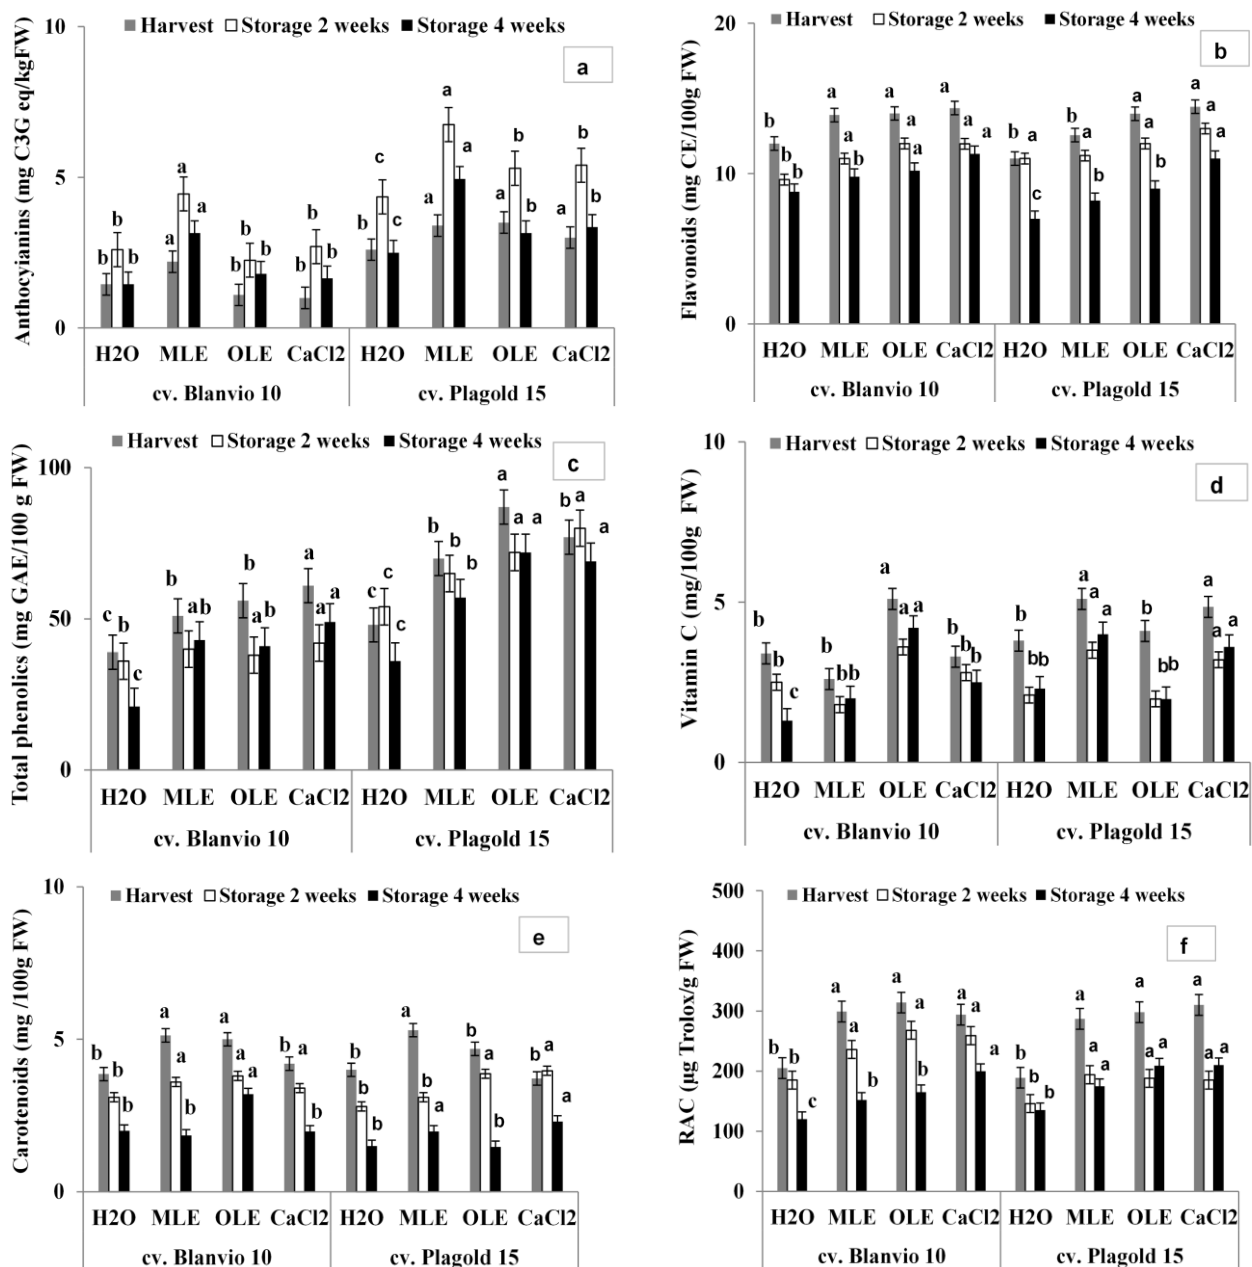 Harvest Storage 2 weeks Storage 4 weeks
a
Anthocyianins (mg C3G eq/kgFW)
10
5
0
b b b a a a b b b b b b b c c a a a a b b a b b
H2O MLE OLE CaCl2 H2O MLE OLE CaCl2
cv. Blanvio 10 cv. Plagold 15
Harvest Storage 2 weeks Storage 4 weeks
b
Flavonoids (mg CE/100g FW)
20
10
0
b b b a a b a a a a a a b a c b a b a a b a a a
H2O MLE OLE CaCl2 H2O MLE OLE CaCl2
cv. Blanvio 10 cv. Plagold 15
Harvest Storage 2 weeks Storage 4 weeks
c
Total phenolics (mg GAE/100 g FW)
100
50
0
c b c b ab b a b a a a c c c b b b a a a b a a
H2O MLE OLE CaCl2 H2O MLE OLE CaCl2
cv. Blanvio 10 cv. Plagold 15
Harvest Storage 2 weeks Storage 4 weeks
d
Vitamin C (mg/100g FW)
10
5
0
b b c b bb a a a b b b b bb a a a b bb a a a
H2O MLE OLE CaCl2 H2O MLE OLE CaCl2
cv. Blanvio 10 cv. Plagold 15
Harvest Storage 2 weeks Storage 4 weeks
e
Carotenoids (mg /100g FW)
10
5
0
b b b a a b a a a b a b b b b a b a b a b b a a
H2O MLE OLE CaCl2 H2O MLE OLE CaCl2
cv. Blanvio 10 cv. Plagold 15
Harvest Storage 2 weeks Storage 4 weeks
f
RAC (µg Trolox/g FW)
500
400
300
200
100
0
b b c a a b a a b a a a b b b a a a a a a a a a
H2O MLE OLE CaCl2 H2O MLE OLE CaCl2
cv. Blanvio 10 cv. Plagold 15